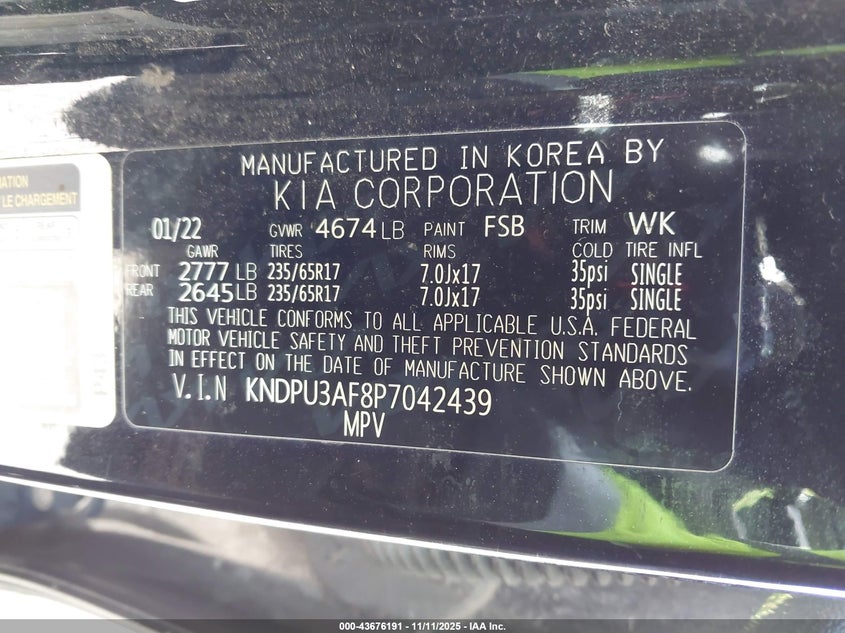 MATION
LE CHARGEMENT
MANUFACTURED IN KOREA BY
KIA CORPORATION
01/22 GVWR 4674 LB PAINT FSB TRIM WK
GAWR TIRES RIMS COLD TIRE INFL
FRONT 2777 LB 235/65R17 7.0Jx17 35psi SINGLE
REAR 2645 LB 235/65R17 7.0Jx17 35psi SINGLE
THIS VEHICLE CONFORMS TO ALL APPLICABLE U.S.A. FEDERAL
MOTOR VEHICLE SAFETY AND THEFT PREVENTION STANDARDS
IN EFFECT ON THE DATE OF MANUFACTURE SHOWN ABOVE.
V.I.N KNDPU3AF8P7042439
MPV
000-43676191 - 11/11/2025 - IAA Inc.